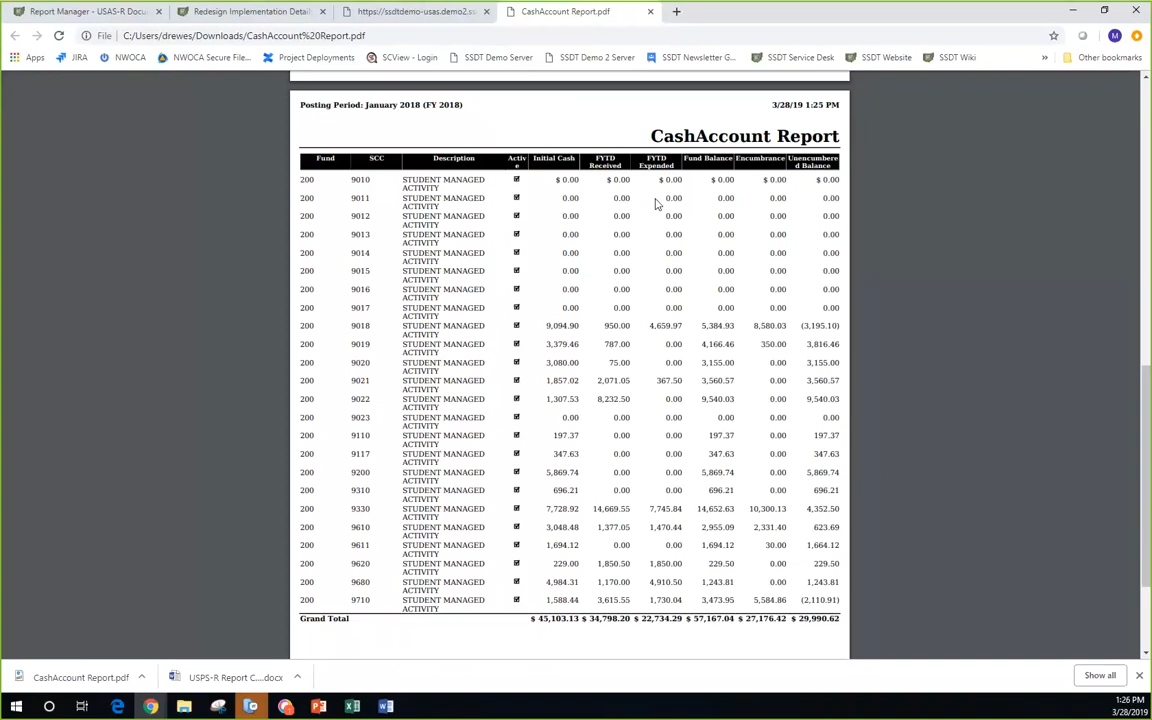 Report Manager - USAS-R Docu
Redesign Implementation Detail
https://ssdtdemo-usas.demo2.ss
CashAccount Report.pdf
File
C:/Users/drewes/Downloads/CashAccount%20Report.pdf
M
Apps
JIRA
NWOCA
NWOCA Secure File...
Project Deployments
SCView - Login
SSDT Demo Server
SSDT Demo 2 Server
SSDT Newsletter G...
SSDT Service Desk
SSDT Website
SSDT Wiki
»
Other bookmarks
Posting Period: January 2018 (FY 2018) 3/28/19 1:25 PM
CashAccount Report
Fund SCC Description Activ e Initial Cash FYTD Received FYTD Expended Fund Balance Encumbrance Unencumbere d Balance
200 9010 STUDENT MANAGED $ 0.00 $ 0.00 $ 0.00 $ 0.00 $ 0.00 $ 0.00
ACTIVITY
200 9011 STUDENT MANAGED 0.00 0.00 0.00 0.00 0.00 0.00
ACTIVITY
200 9012 STUDENT MANAGED 0.00 0.00 0.00 0.00 0.00 0.00
ACTIVITY
200 9013 STUDENT MANAGED 0.00 0.00 0.00 0.00 0.00 0.00
ACTIVITY
200 9014 STUDENT MANAGED 0.00 0.00 0.00 0.00 0.00 0.00
ACTIVITY
200 9015 STUDENT MANAGED 0.00 0.00 0.00 0.00 0.00 0.00
ACTIVITY
200 9016 STUDENT MANAGED 0.00 0.00 0.00 0.00 0.00 0.00
ACTIVITY
200 9017 STUDENT MANAGED 0.00 0.00 0.00 0.00 0.00 0.00
ACTIVITY
200 9018 STUDENT MANAGED 9,094.90 950.00 4,659.97 5,384.93 8,580.03 (3,195.10)
ACTIVITY
200 9019 STUDENT MANAGED 3,379.46 787.00 0.00 4,166.46 350.00 3,816.46
ACTIVITY
200 9020 STUDENT MANAGED 3,080.00 75.00 0.00 3,155.00 0.00 3,155.00
ACTIVITY
200 9021 STUDENT MANAGED 1,857.02 2,071.05 367.50 3,560.57 0.00 3,560.57
ACTIVITY
200 9022 STUDENT MANAGED 1,307.53 8,232.50 0.00 9,540.03 0.00 9,540.03
ACTIVITY
200 9023 STUDENT MANAGED 0.00 0.00 0.00 0.00 0.00 0.00
ACTIVITY
200 9110 STUDENT MANAGED 197.37 0.00 0.00 197.37 0.00 197.37
ACTIVITY
200 9117 STUDENT MANAGED 347.63 0.00 0.00 347.63 0.00 347.63
ACTIVITY
200 9200 STUDENT MANAGED 5,869.74 0.00 0.00 5,869.74 0.00 5,869.74
ACTIVITY
200 9310 STUDENT MANAGED 696.21 0.00 0.00 696.21 0.00 696.21
ACTIVITY
200 9330 STUDENT MANAGED 7,728.92 14,669.55 7,745.84 14,652.63 10,300.13 4,352.50
ACTIVITY
200 9610 STUDENT MANAGED 3,048.48 1,377.05 1,470.44 2,955.09 2,331.40 623.69
ACTIVITY
200 9611 STUDENT MANAGED 1,694.12 0.00 0.00 1,694.12 30.00 1,664.12
ACTIVITY
200 9620 STUDENT MANAGED 229.00 1,850.50 1,850.00 229.50 0.00 229.50
ACTIVITY
200 9680 STUDENT MANAGED 4,984.31 1,170.00 4,910.50 1,243.81 0.00 1,243.81
ACTIVITY
200 9710 STUDENT MANAGED 1,588.44 3,615.55 1,730.04 3,473.95 5,584.86 (2,110.91)
ACTIVITY
Grand Total $ 45,103.13 $ 34,798.20 $ 22,734.29 $ 57,167.04 $ 27,176.42 $ 29,990.62
CashAccount Report.pdf
USPS-R Report C....docx
Show all
1:26 PM
3/28/2019